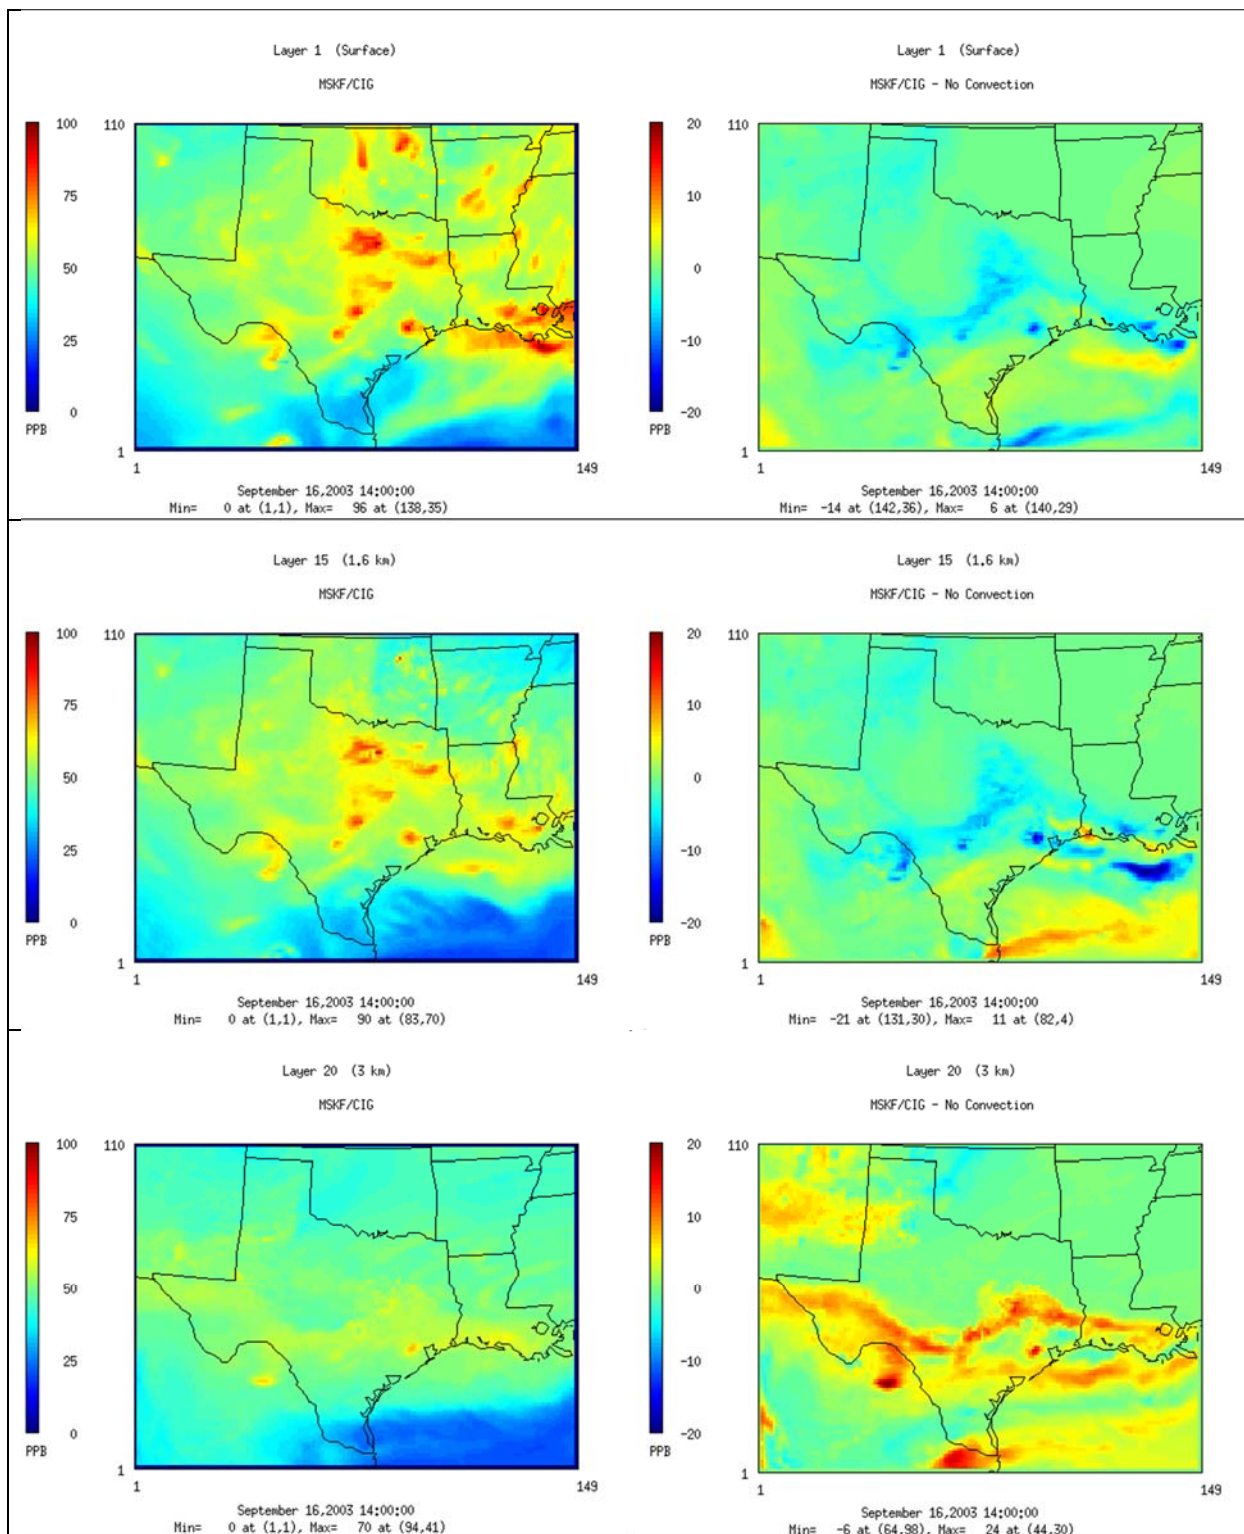 Layer 1 (Surface)
MSKF/CIG
100
75
50
25
0
PPB
110
1
1
149
September 16,2003 14:00:00
Min= 0 at (1,1), Max= 96 at (138,35)
Layer 1 (Surface)
MSKF/CIG - No Convection
20
10
0
-10
-20
PPB
110
1
1
149
September 16,2003 14:00:00
Min= -14 at (142,36), Max= 6 at (140,29)
Layer 15 (1.6 km)
MSKF/CIG
100
75
50
25
0
PPB
110
1
1
149
September 16,2003 14:00:00
Min= 0 at (1,1), Max= 90 at (83,70)
Layer 15 (1.6 km)
MSKF/CIG - No Convection
20
10
0
-10
-20
PPB
110
1
1
149
September 16,2003 14:00:00
Min= -21 at (131,30), Max= 11 at (82,4)
Layer 20 (3 km)
MSKF/CIG
100
75
50
25
0
PPB
110
1
1
149
September 16,2003 14:00:00
Min= 0 at (1,1), Max= 70 at (94,41)
Layer 20 (3 km)
MSKF/CIG - No Convection
20
10
0
-10
-20
PPB
110
1
1
149
September 16,2003 14:00:00
Min= -6 at (64,98), Max= 24 at (44,30)